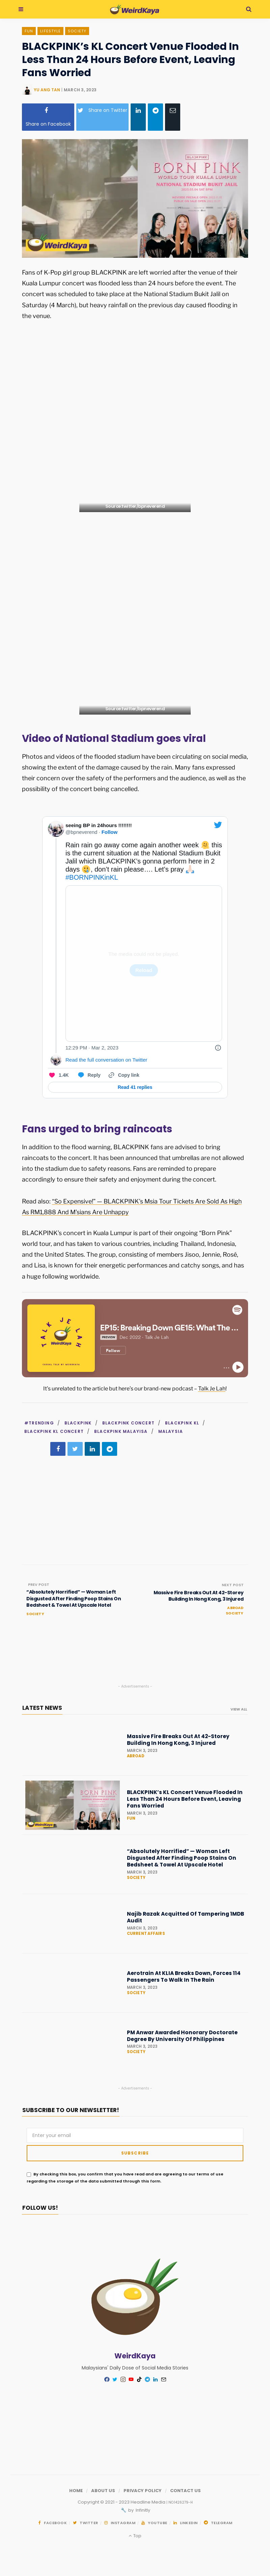 WeirdKaya
FUN
LIFESTYLE
SOCIETY
BLACKPINK’s KL Concert Venue Flooded In
Less Than 24 Hours Before Event, Leaving
Fans Worried
FU ANG TAN | MARCH 3, 2023
Share on Facebook
Share on Twitter
WeirdKaya
BLACKPINK
BORN PINK
WORLD TOUR KUALA LUMPUR
NATIONAL STADIUM BUKIT JALIL
Fans of K-Pop girl group BLACKPINK are left worried after the venue of their
Kuala Lumpur concert was flooded less than 24 hours before the event. The
concert was scheduled to take place at the National Stadium Bukit Jalil on
Saturday (4 March), but heavy rainfall on the previous day caused flooding in
the venue.
Video of National Stadium goes viral
Photos and videos of the flooded stadium have been circulating on social media,
showing the extent of the damage caused by the rain. Many fans expressed
their concern over the safety of the performers and the audience, as well as the
possibility of the concert being cancelled.
seeing BP in 24hours !!!!!!!!
@bpneverend · Follow
Rain rain go away come again another week 🫠 this
is the current situation at the National Stadium Bukit
Jalil which BLACKPINK's gonna perform here in 2
days 🥲, don't rain please…. Let's pray 🙏🏻
#BORNPINKinKL
12:29 PM · Mar 2, 2023
Read the full conversation on Twitter
1.4K
Reply
Copy link
Read 41 replies
Fans urged to bring raincoats
In addition to the flood warning, BLACKPINK fans are advised to bring
raincoats to the concert. It has been announced that umbrellas are not allowed
into the stadium due to safety reasons. Individuals are advised to prepare
accordingly to ensure their safety and enjoyment during the concert.
Read also: “So Expensive!” — BLACKPINK’s Msia Tour Tickets Are Sold As High
As RM1,888 And M’sians Are Unhappy
BLACKPINK’s concert in Kuala Lumpur is part of their ongoing “Born Pink”
world tour, and has taken to various countries, including Thailand, Indonesia,
and the United States. The group, consisting of members Jisoo, Jennie, Rosé,
and Lisa, is known for their energetic performances and catchy songs, and has
an huge following worldwide.
TALK JE LAH
EP15: Breaking Down GE15: What The ...
PREVIEW Dec 2022 · Talk Je Lah
Follow
It’s unrelated to the article but here’s our brand-new podcast – Talk Je Lah!
#TRENDING / BLACKPINK / BLACKPINK CONCERT / BLACKPINK KL /
BLACKPINK KL CONCERT / BLACKPINK MALAYISA / MALAYSIA
PREV POST
“Absolutely Horrified” — Woman Left
Disgusted After Finding Poop Stains On
Bedsheet & Towel At Upscale Hotel
SOCIETY
NEXT POST
Massive Fire Breaks Out At 42-Storey
Building In Hong Kong, 3 Injured
ABROAD
SOCIETY
- Advertisements -
LATEST NEWS
VIEW ALL
Massive Fire Breaks Out At 42-Storey
Building In Hong Kong, 3 Injured
MARCH 3, 2023
ABROAD
WeirdKaya
BLACKPINK’s KL Concert Venue Flooded In
Less Than 24 Hours Before Event, Leaving
Fans Worried
MARCH 3, 2023
FUN
“Absolutely Horrified” — Woman Left
Disgusted After Finding Poop Stains On
Bedsheet & Towel At Upscale Hotel
MARCH 3, 2023
SOCIETY
Najib Razak Acquitted Of Tampering 1MDB
Audit
MARCH 3, 2023
CURRENT AFFAIRS
Aerotrain At KLIA Breaks Down, Forces 114
Passengers To Walk In The Rain
MARCH 3, 2023
SOCIETY
PM Anwar Awarded Honorary Doctorate
Degree By University Of Philippines
MARCH 3, 2023
SOCIETY
- Advertisements -
SUBSCRIBE TO OUR NEWSLETTER!
Enter your email
SUBSCRIBE
By checking this box, you confirm that you have read and are agreeing to our terms of use
regarding the storage of the data submitted through this form.
FOLLOW US!
WeirdKaya
Malaysians' Daily Dose of Social Media Stories
HOME / ABOUT US / PRIVACY POLICY / CONTACT US
by Infinitly
FACEBOOK
TWITTER
INSTAGRAM
YOUTUBE
LINKEDIN
TELEGRAM
Top